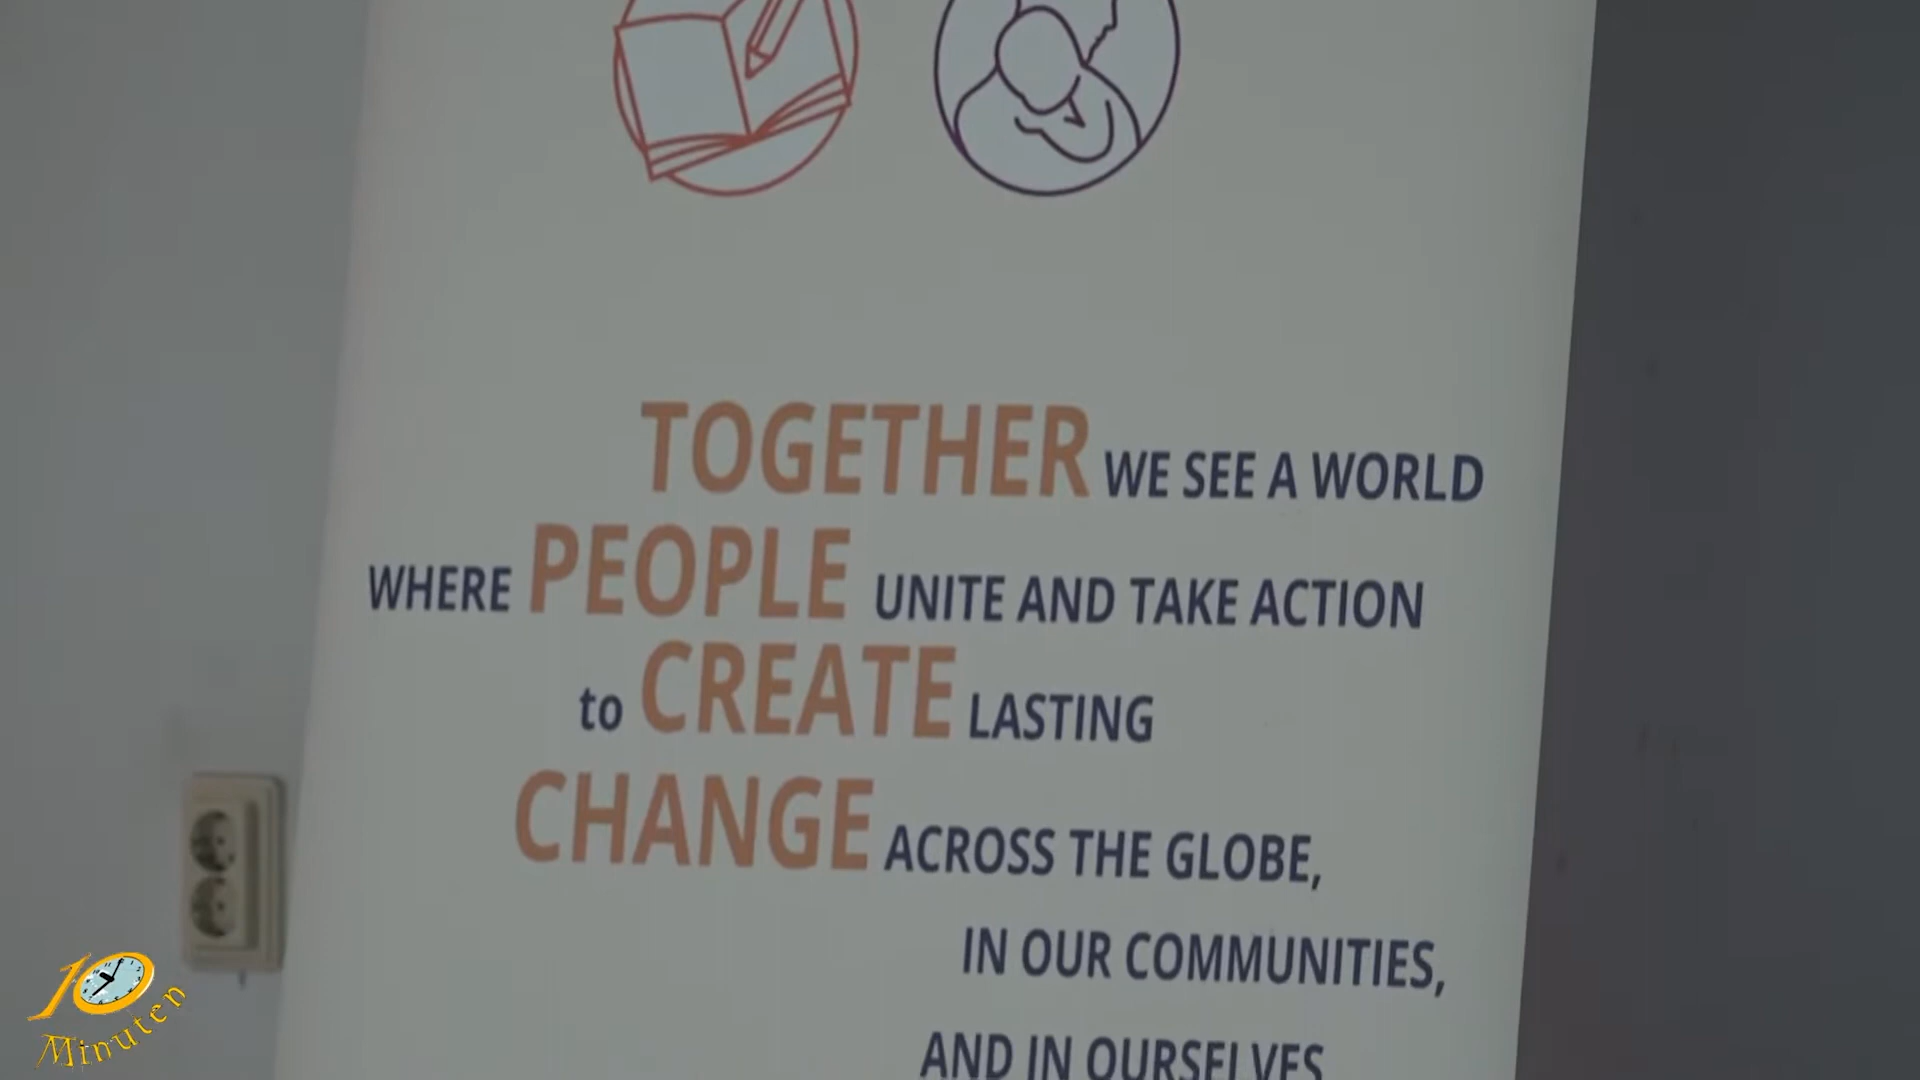 TOGETHER WE SEE A WORLD
WHERE PEOPLE UNITE AND TAKE ACTION
to CREATE LASTING
CHANGE ACROSS THE GLOBE,
IN OUR COMMUNITIES,
AND IN OURSELVES
10
Minuten